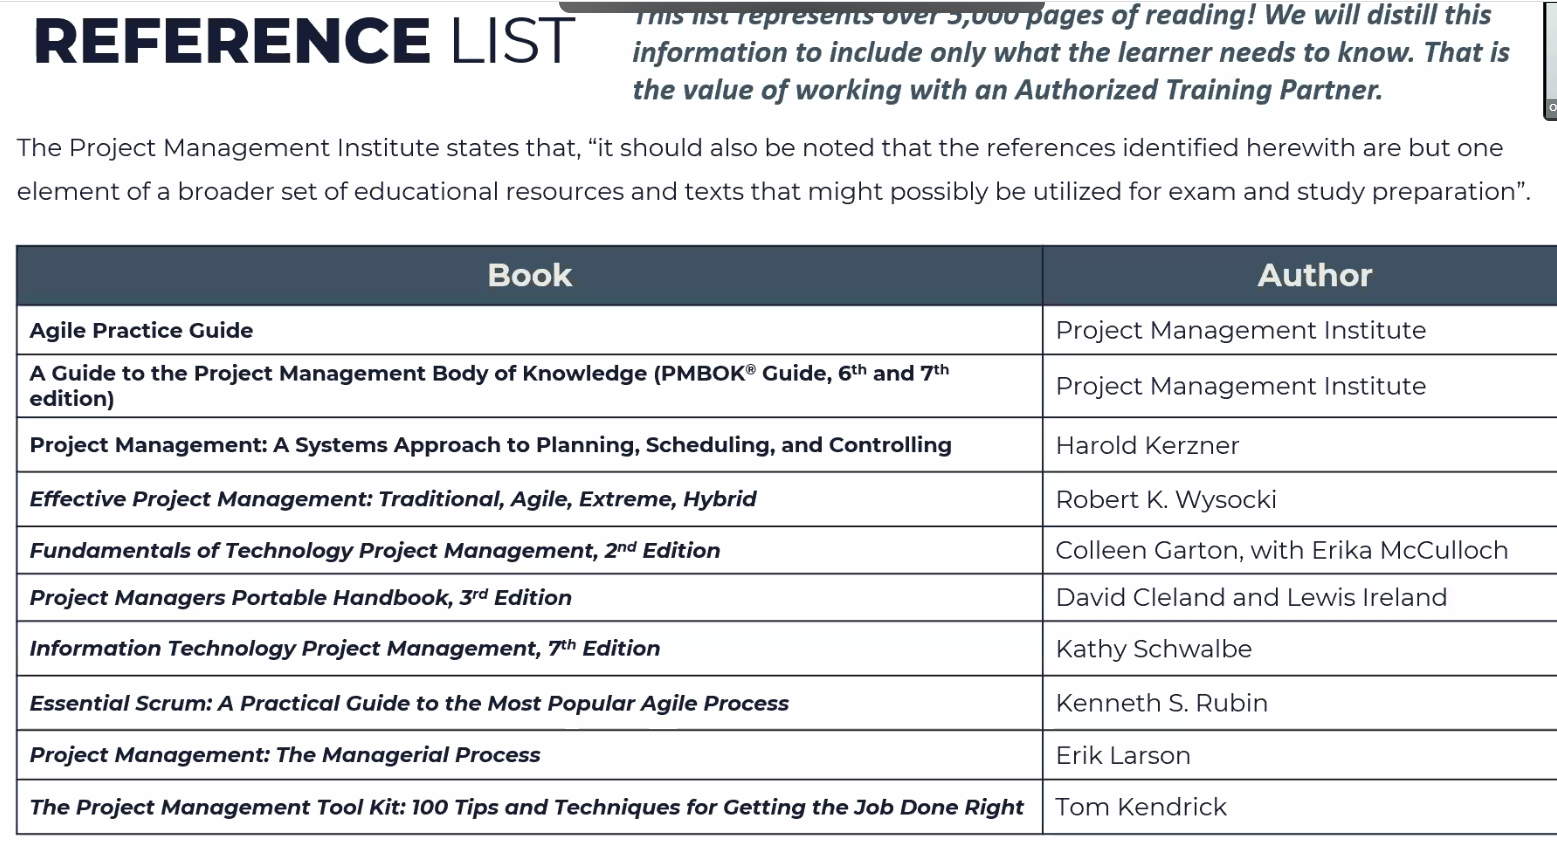 REFERENCE LIST
This list represents over 5,000 pages of reading! We will distill this
information to include only what the learner needs to know. That is
the value of working with an Authorized Training Partner.
The Project Management Institute states that, “it should also be noted that the references identified herewith are but one
element of a broader set of educational resources and texts that might possibly be utilized for exam and study preparation”.
Book Author
Agile Practice Guide Project Management Institute
A Guide to the Project Management Body of Knowledge (PMBOK® Guide, 6th and 7th
edition) Project Management Institute
Project Management: A Systems Approach to Planning, Scheduling, and Controlling Harold Kerzner
Effective Project Management: Traditional, Agile, Extreme, Hybrid Robert K. Wysocki
Fundamentals of Technology Project Management, 2nd Edition Colleen Garton, with Erika McCulloch
Project Managers Portable Handbook, 3rd Edition David Cleland and Lewis Ireland
Information Technology Project Management, 7th Edition Kathy Schwalbe
Essential Scrum: A Practical Guide to the Most Popular Agile Process Kenneth S. Rubin
Project Management: The Managerial Process Erik Larson
The Project Management Tool Kit: 100 Tips and Techniques for Getting the Job Done Right Tom Kendrick